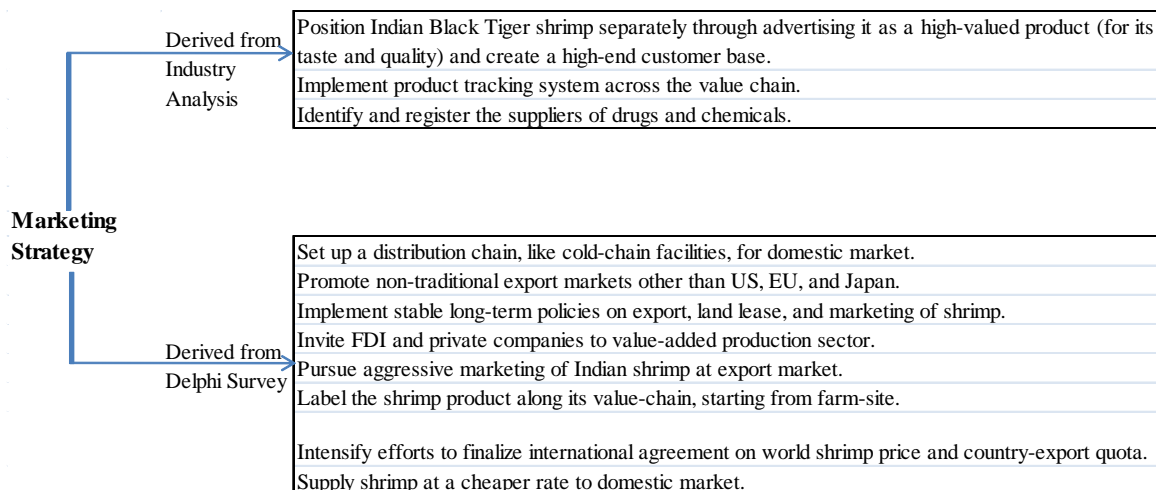 Derived from
Industry
Analysis
Position Indian Black Tiger shrimp separately through advertising it as a high-valued product (for its
taste and quality) and create a high-end customer base.
Implement product tracking system across the value chain.
Identify and register the suppliers of drugs and chemicals.
Marketing
Strategy
Derived from
Delphi Survey
Set up a distribution chain, like cold-chain facilities, for domestic market.
Promote non-traditional export markets other than US, EU, and Japan.
Implement stable long-term policies on export, land lease, and marketing of shrimp.
Invite FDI and private companies to value-added production sector.
Pursue aggressive marketing of Indian shrimp at export market.
Label the shrimp product along its value-chain, starting from farm-site.
Intensify efforts to finalize international agreement on world shrimp price and country-export quota.
Supply shrimp at a cheaper rate to domestic market.